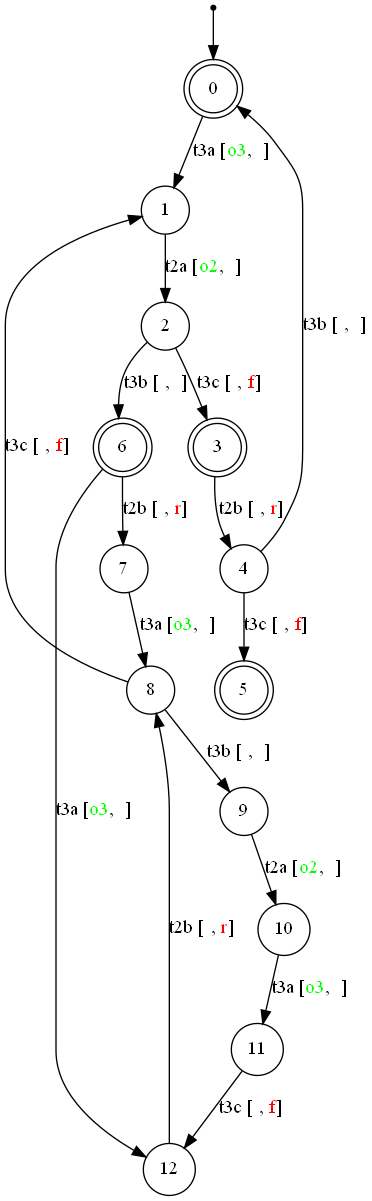 0
t3a [o3, ]
1
t2a [o2, ]
2
t3b [ , ]
t3c [ , f]
t3b [ , ]
6
3
t3c [ , f]
t2b [ , r]
t2b [ , r]
7
4
t3a [o3, ]
t3c [ , f]
8
5
t3b [ , ]
t3a [o3, ]
9
t2a [o2, ]
t2b [ , r]
10
t3a [o3, ]
11
t3c [ , f]
12